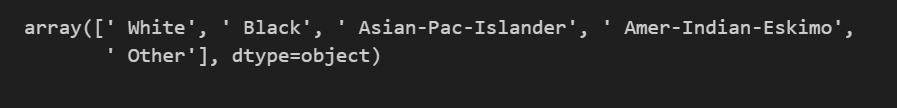 array([' White', ' Black', ' Asian-Pac-Islander', ' Amer-Indian-Eskimo',
       ' Other'], dtype=object)